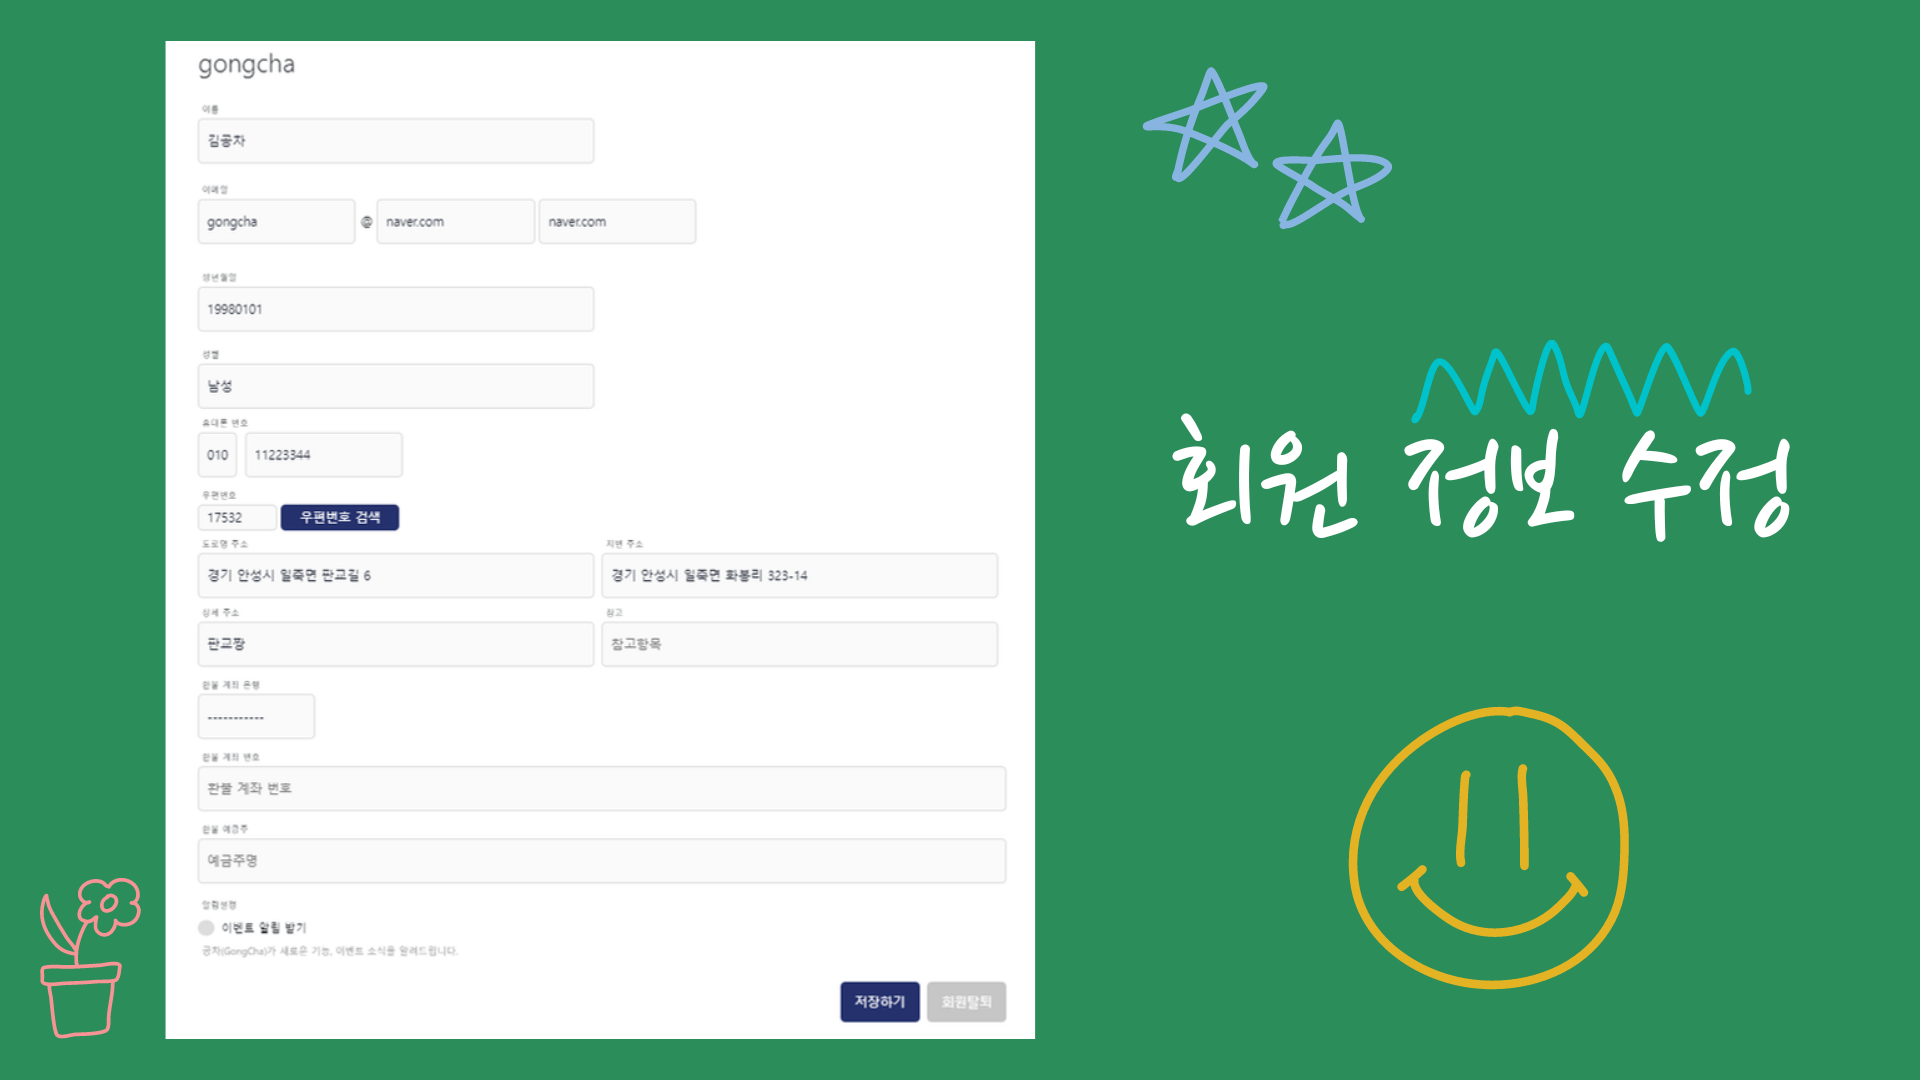 gongcha
이름
김공차
이메일
gongcha @ naver.com naver.com
생년월일
19980101
성별
남성
휴대폰 번호
010 11223344
우편번호
17532 우편번호 검색
도로명 주소 지번 주소
경기 안성시 일죽면 판교길 6 경기 안성시 일죽면 화봉리 323-14
상세 주소 참고
판교짱 참고항목
환불 계좌 은행
-----------
환불 계좌 번호
환불 계좌 번호
환불 예금주
예금주명
알림설정
이벤트 알림 받기
공차(GongCha)가 새로운 기능, 이벤트 소식을 알려드립니다.
저장하기 회원탈퇴
회원 정보 수정